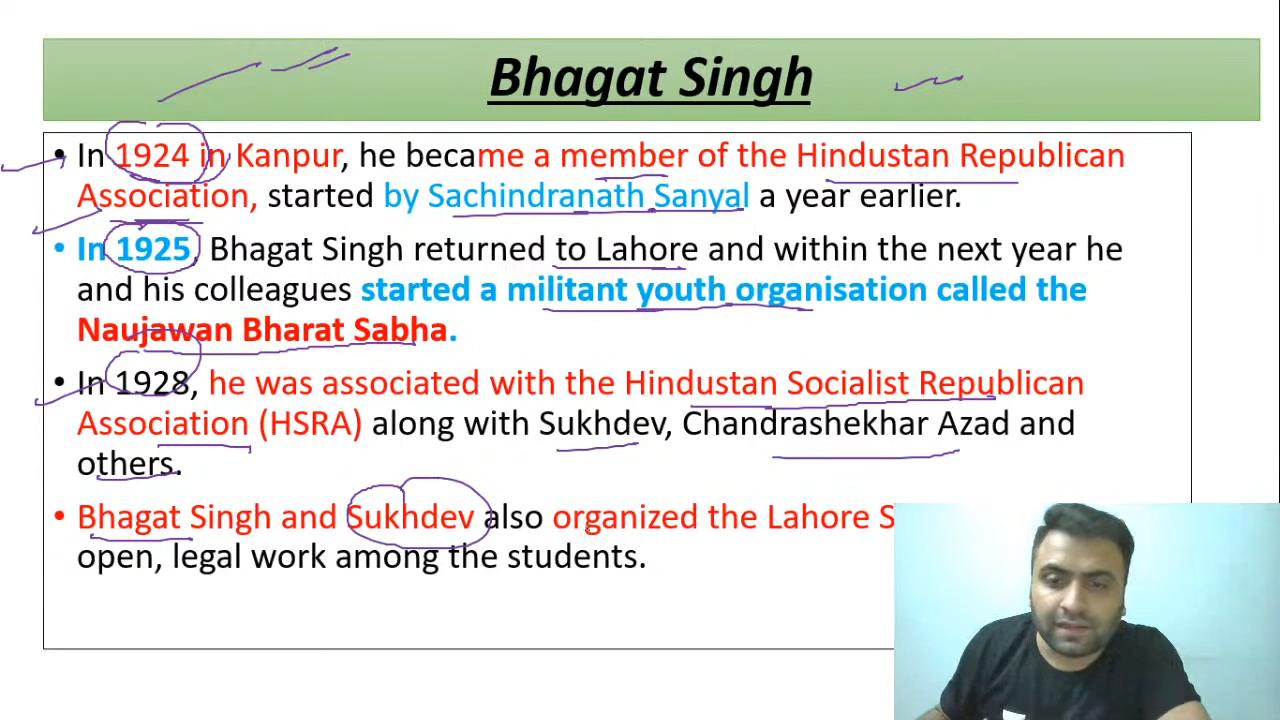 Bhagat Singh
• In 1924 in Kanpur, he became a member of the Hindustan Republican
Association, started by Sachindranath Sanyal a year earlier.
• In 1925, Bhagat Singh returned to Lahore and within the next year he
and his colleagues started a militant youth organisation called the
Naujawan Bharat Sabha.
• In 1928, he was associated with the Hindustan Socialist Republican
Association (HSRA) along with Sukhdev, Chandrashekhar Azad and
others.
• Bhagat Singh and Sukhdev also organized the Lahore
open, legal work among the students.